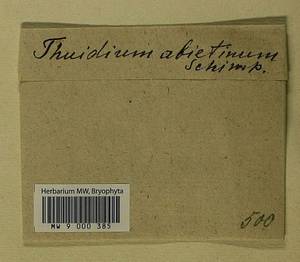 Thuidium abietinum
Schimp.
Herbarium MW, Bryophyta
MW 9 000 385
500